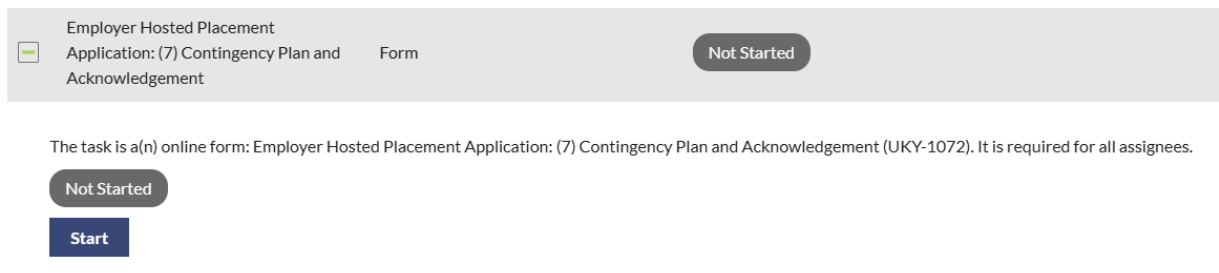 Employer Hosted Placement
Application: (7) Contingency Plan and
Acknowledgement
Form
Not Started
The task is a(n) online form: Employer Hosted Placement Application: (7) Contingency Plan and Acknowledgement (UKY-1072). It is required for all assignees.
Not Started
Start